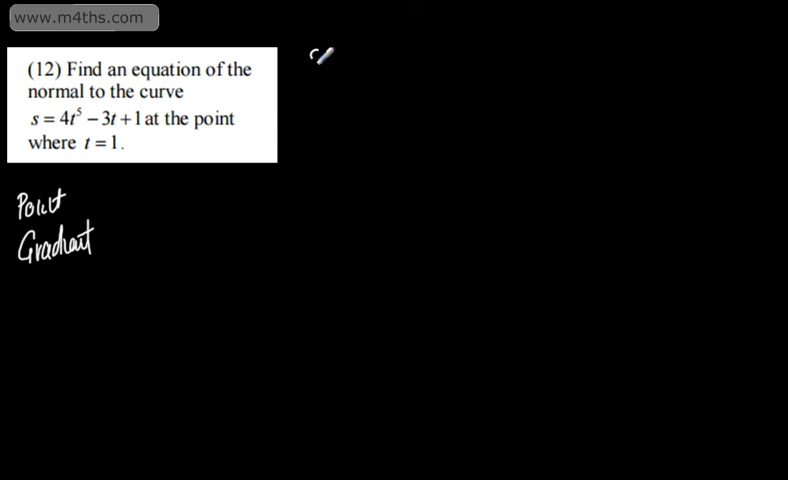 www.m4ths.com
(12) Find an equation of the
normal to the curve
s = 4t⁵ − 3t + 1 at the point
where t = 1.
Point
Gradient